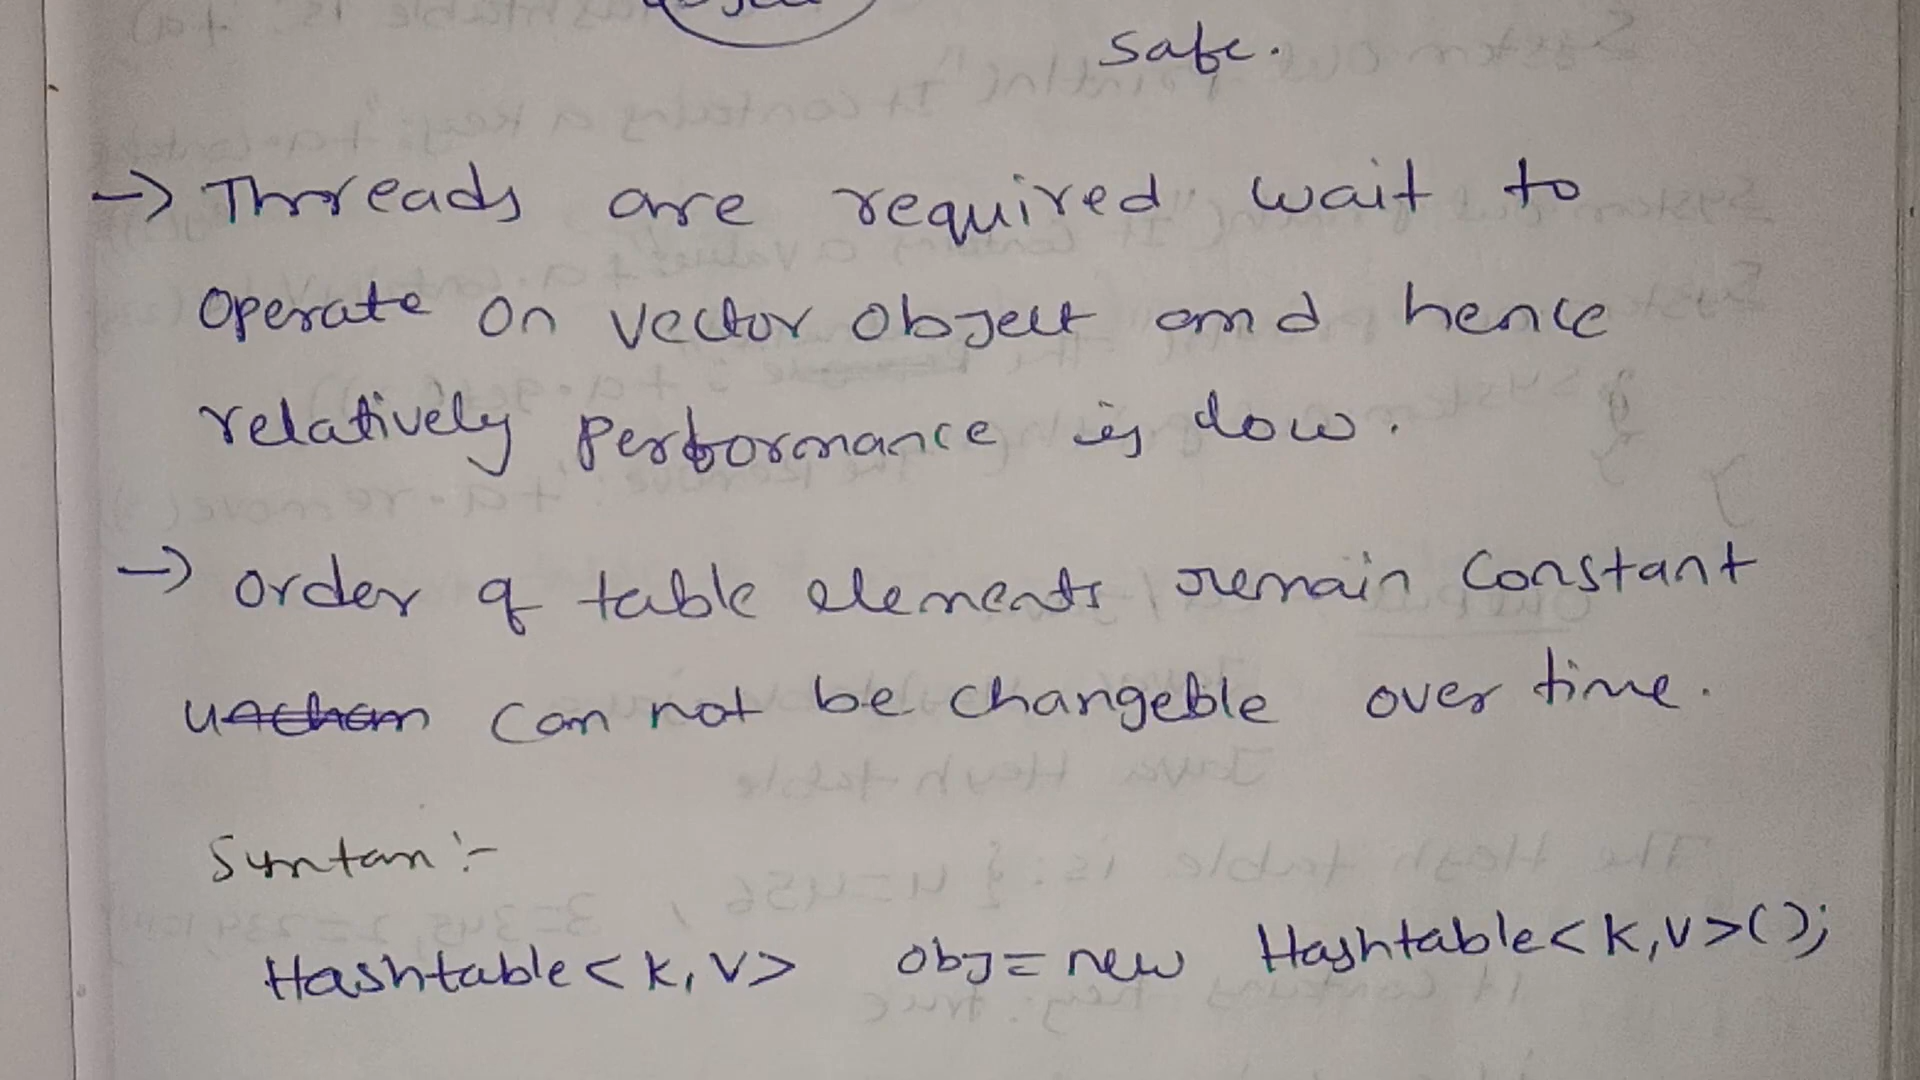 safe.
→ Threads are required wait to
operate on vector object and hence
relatively performance is low.
→ order of table elements remain constant
can not be changeble over time.
Syntax :-
Hashtable<K,V> obj = new Hashtable<K,V>();